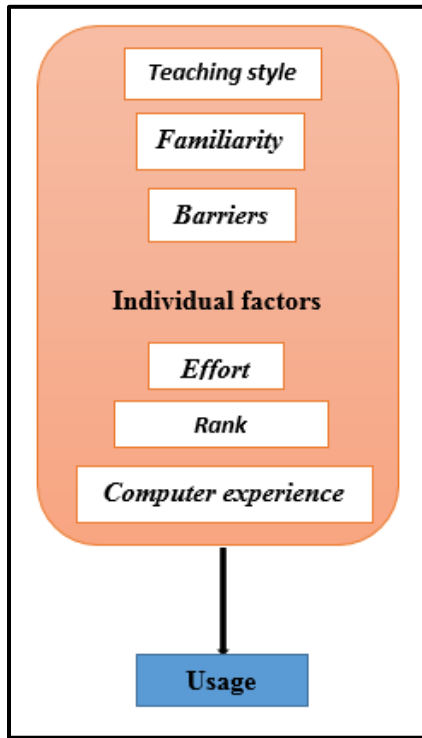 Teaching style
Familiarity
Barriers
Individual factors
Effort
Rank
Computer experience
Usage